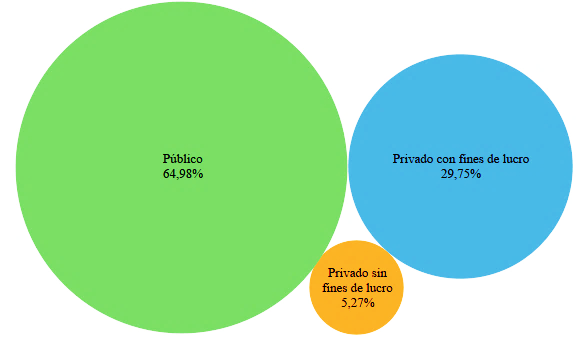 Público
64,98%
Privado con fines de lucro
29,75%
Privado sin
fines de lucro
5,27%